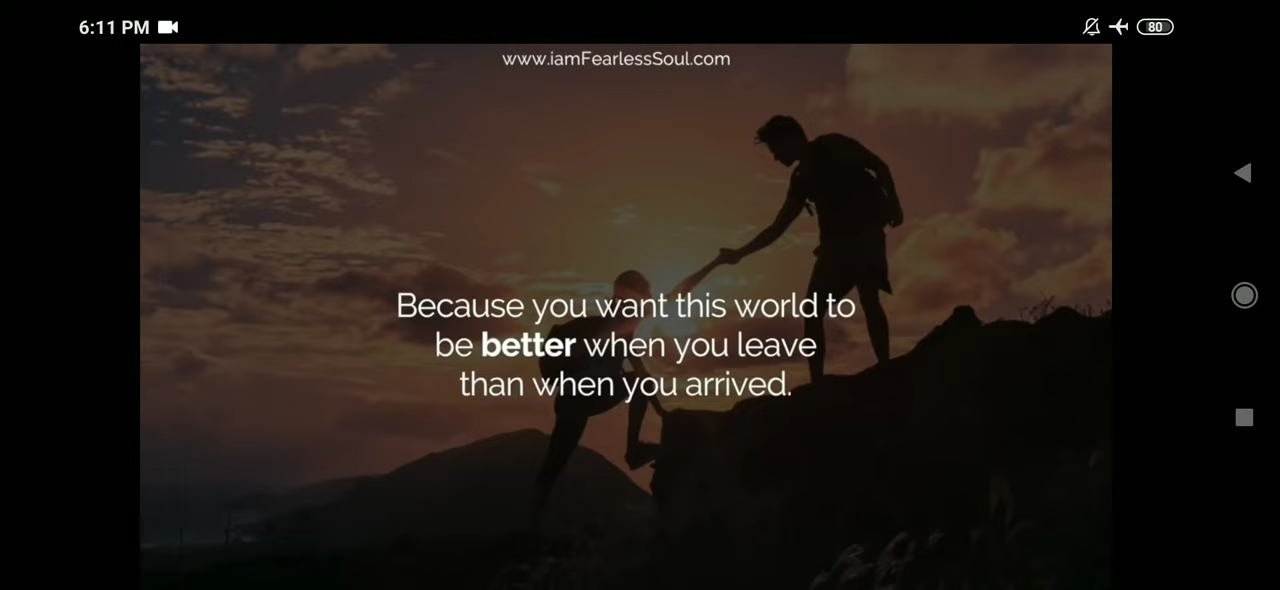 6:11 PM
80
www.iamFearlessSoul.com
Because you want this world to
be better when you leave
than when you arrived.